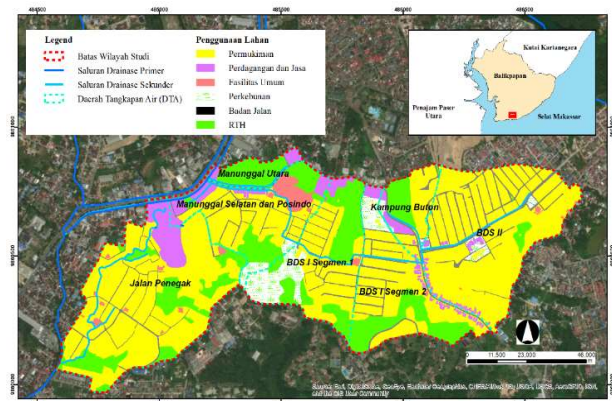 Legend
Batas Wilayah Studi
Saluran Drainase Primer
Saluran Drainase Sekunder
Daerah Tangkapan Air (DTA)
Penggunaan Lahan
Permukiman
Perdagangan dan Jasa
Fasilitas Umum
Perkebunan
Badan Jalan
RTH
Kutai Kartanegara
Balikpapan
Penajam Paser
Utara
Selat Makassar
Manunggal Utara
Manunggal Selatan dan Posindo
Kampung Buton
BDS II
BDS I Segmen 1
Jalan Penegak
BDS I Segmen 2
0 11,500 23,000 46,000